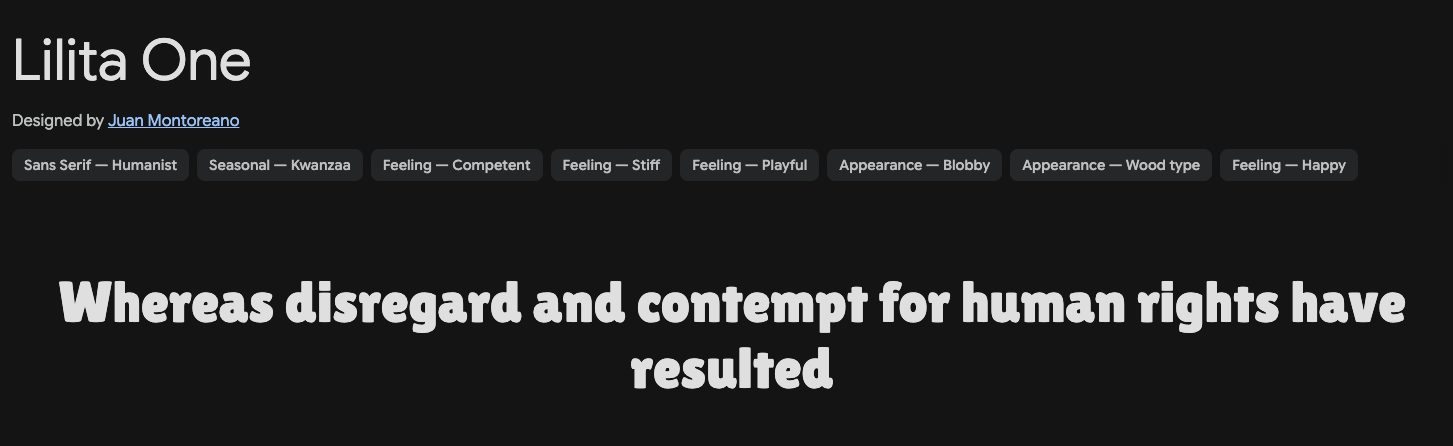 Lilita One
Designed by Juan Montoreano
Sans Serif — Humanist Seasonal — Kwanzaa Feeling — Competent Feeling — Stiff Feeling — Playful Appearance — Blobby Appearance — Wood type Feeling — Happy
Whereas disregard and contempt for human rights have
resulted